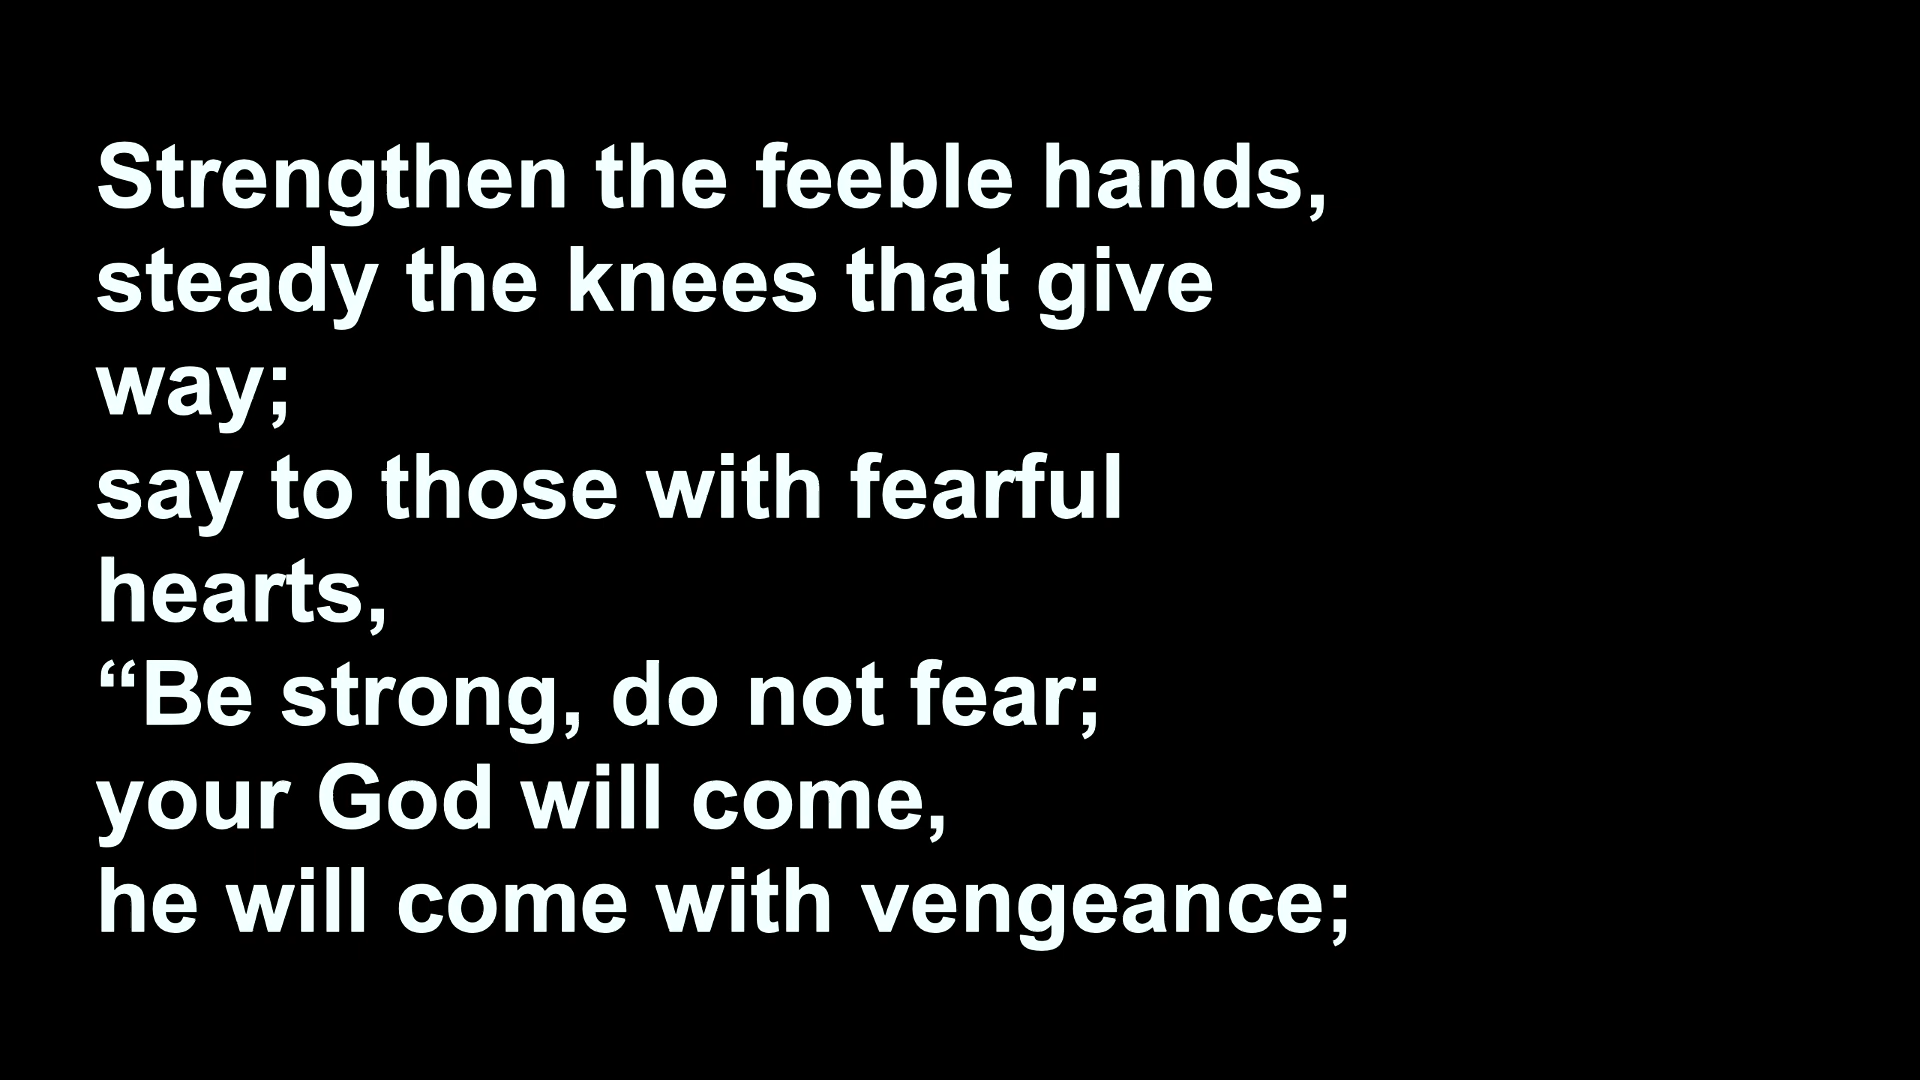 Strengthen the feeble hands,
steady the knees that give
way;
say to those with fearful
hearts,
“Be strong, do not fear;
your God will come,
he will come with vengeance;